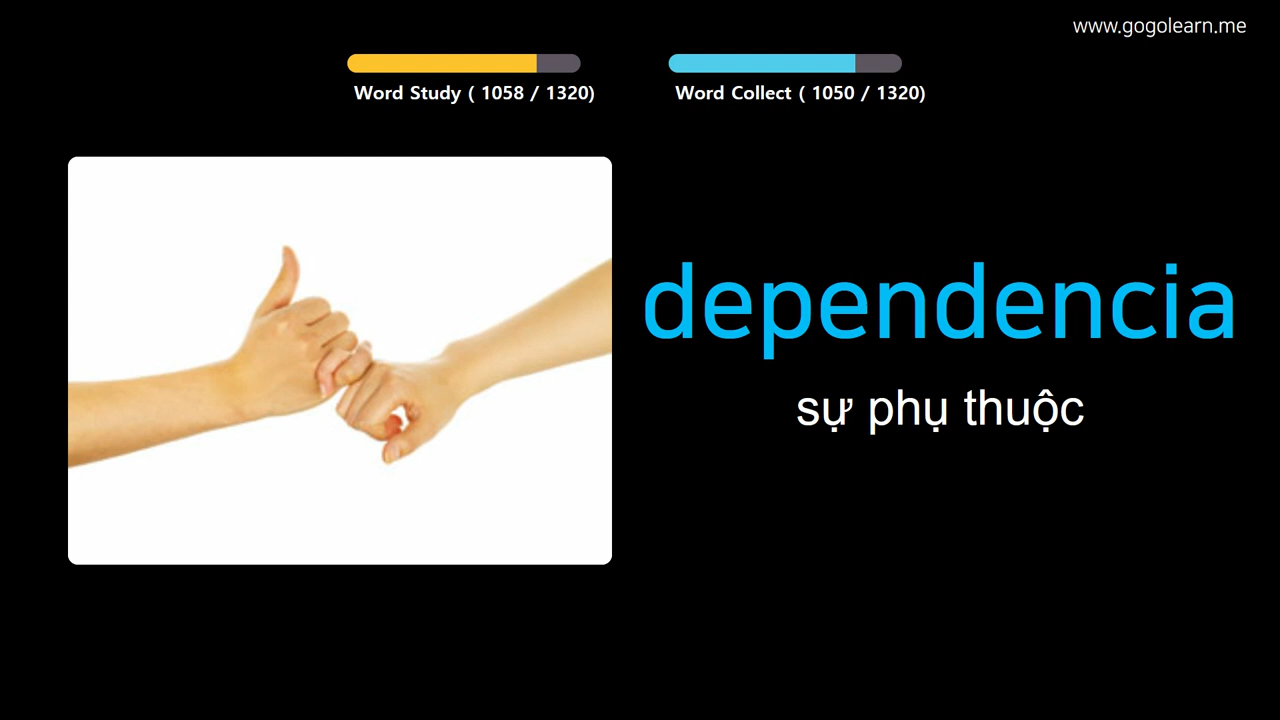 www.gogolearn.me
Word Study ( 1058 / 1320)
Word Collect ( 1050 / 1320)
dependencia
sự phụ thuộc